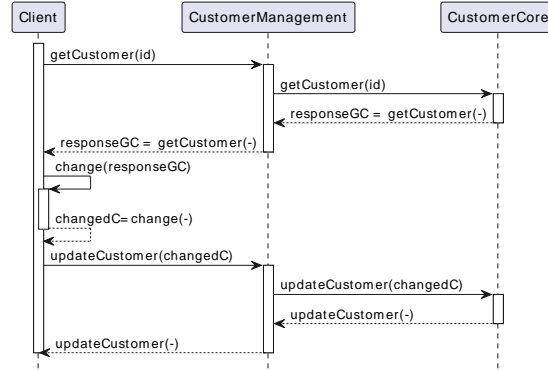 Client CustomerManagement CustomerCore
getCustomer(id)
getCustomer(id)
responseGC = getCustomer(-)
responseGC = getCustomer(-)
change(responseGC)
changedC=change(-)
updateCustomer(changedC)
updateCustomer(changedC)
updateCustomer(-)
updateCustomer(-)